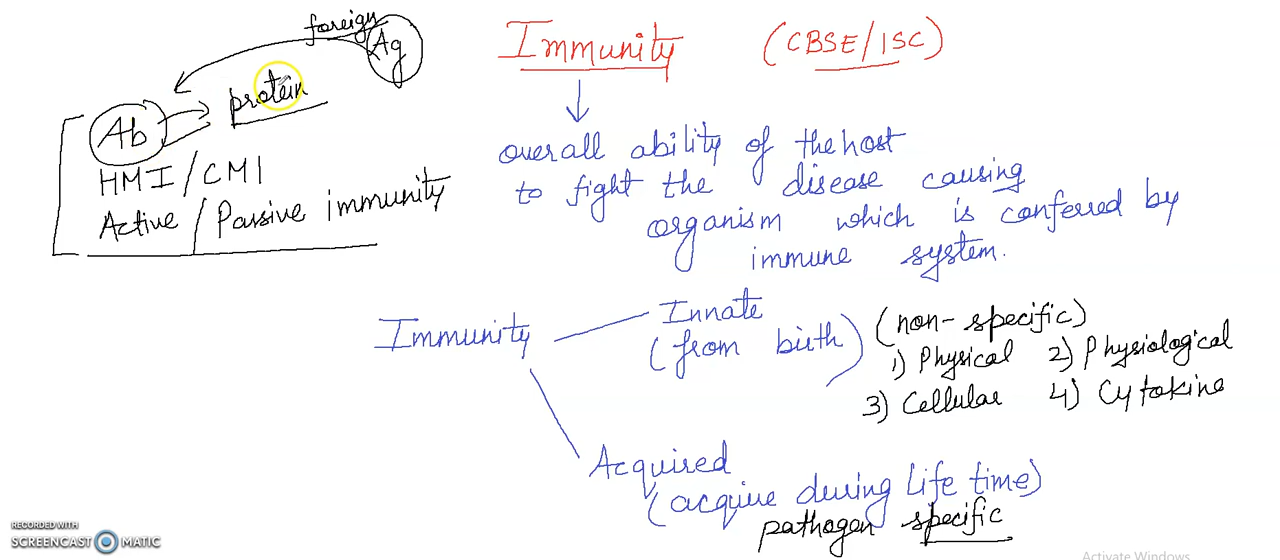 foreign
Ag
protein
Ab
HMI/CMI
Active / Passive immunity
Immunity (CBSE/ISC)
overall ability of the host
to fight the disease causing
organism which is conferred by
immune system.
Immunity
Innate
(from birth)
(non-specific)
1) Physical 2) Physiological
3) Cellular 4) Cytokine
Acquired
(acquire during life time)
pathogen specific
RECORDED WITH
SCREENCAST MATIC
Activate Windows